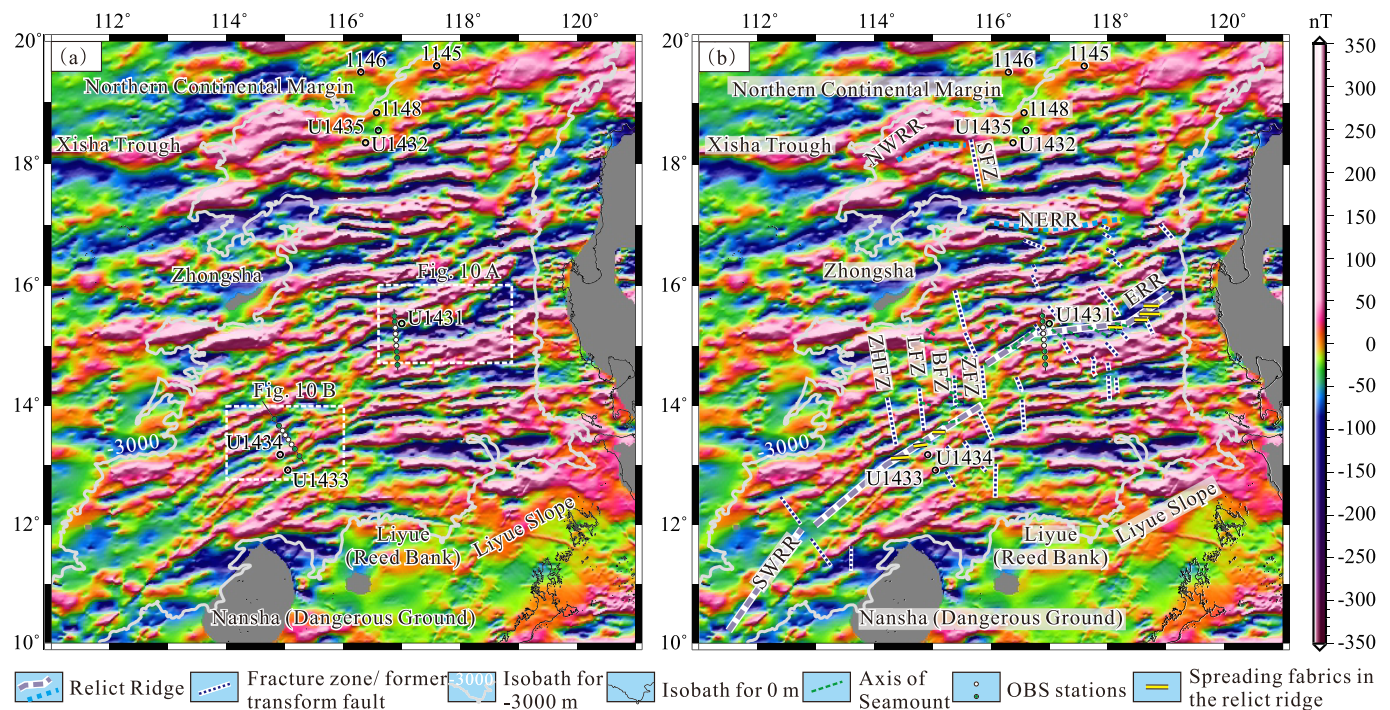 112° 114° 116° 118° 120° 112° 114° 116° 118° 120° nT
20° (a) 1146 1145 20° (b) 1146 1145 350
Northern Continental Margin Northern Continental Margin 300
1148 1148
U1435 U1435 250
Xisha Trough U1432 Xisha Trough NWRR U1432
18° 18° SFZ 200
150
NERR
Zhongsha Fig. 10 A Zhongsha 100
16° 16° ERR 50
U1431 U1431 0
ZHFZ LFZ BFZ ZFZ
Fig. 10 B -50
14° 14° -100
-3000 U1434 -3000 U1434
U1433 U1433 -150
12° 12° -200
Liyue Liyue Slope Liyue Liyue Slope
(Reed Bank) (Reed Bank) -250
SWRR
Nansha (Dangerous Ground) Nansha (Dangerous Ground) -300
10° 10° -350
Relict Ridge
Fracture zone/ former
transform fault
-3000
Isobath for
-3000 m
Isobath for 0 m
Axis of
Seamount
OBS stations
Spreading fabrics in
the relict ridge